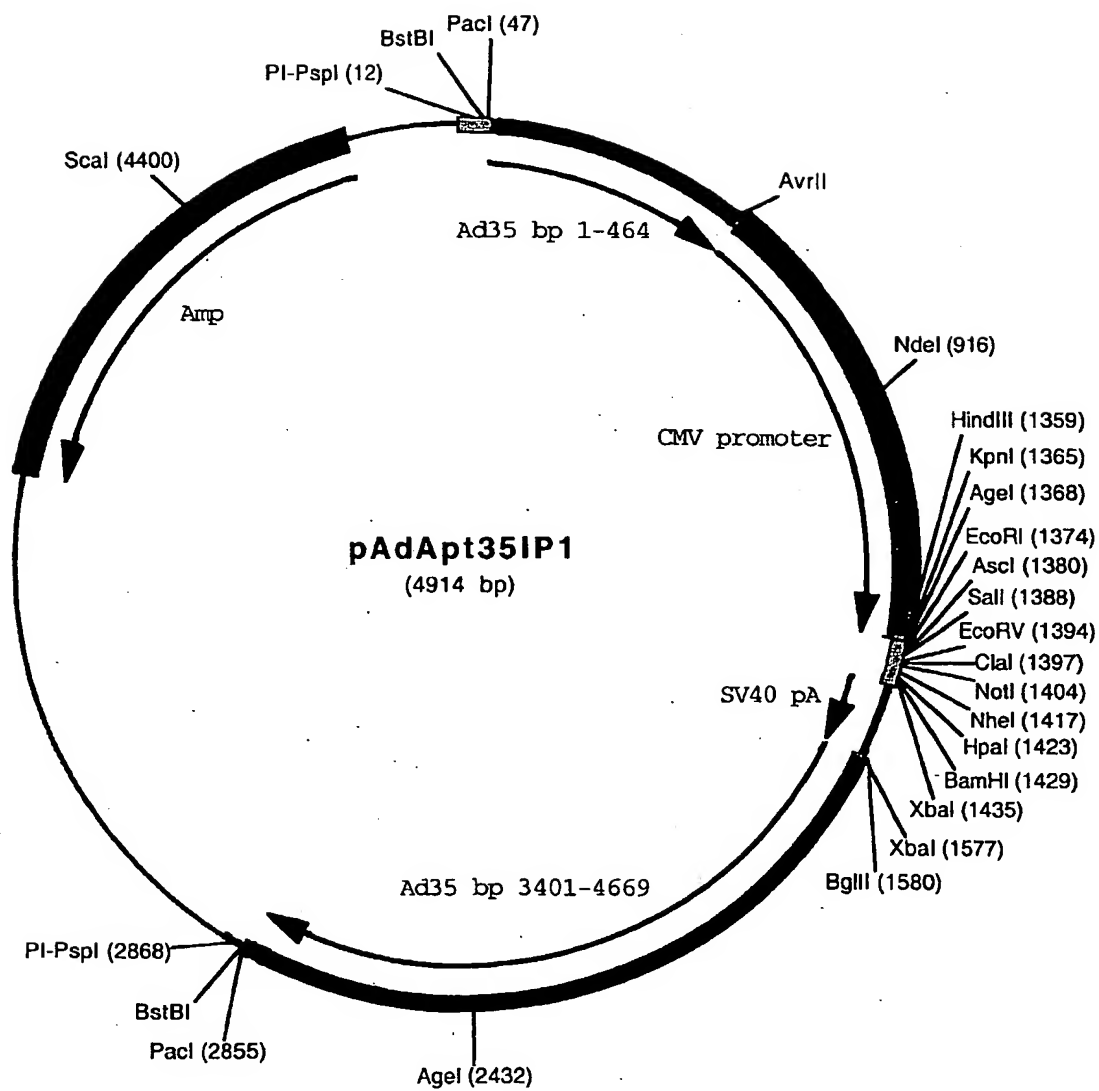 PacI (47)
BstBI
PI-PspI (12)
ScaI (4400)
AvrII
Ad35 bp 1-464
Amp
NdeI (916)
HindIII (1359)
CMV promoter
KpnI (1365)
AgeI (1368)
EcoRI (1374)
pAdApt35IP1
AscI (1380)
(4914 bp)
SalI (1388)
EcoRV (1394)
ClaI (1397)
NotI (1404)
SV40 pA
NheI (1417)
HpaI (1423)
BamHI (1429)
XbaI (1435)
XbaI (1577)
BglII (1580)
Ad35 bp 3401-4669
PI-PspI (2868)
BstBI
PacI (2855)
AgeI (2432)